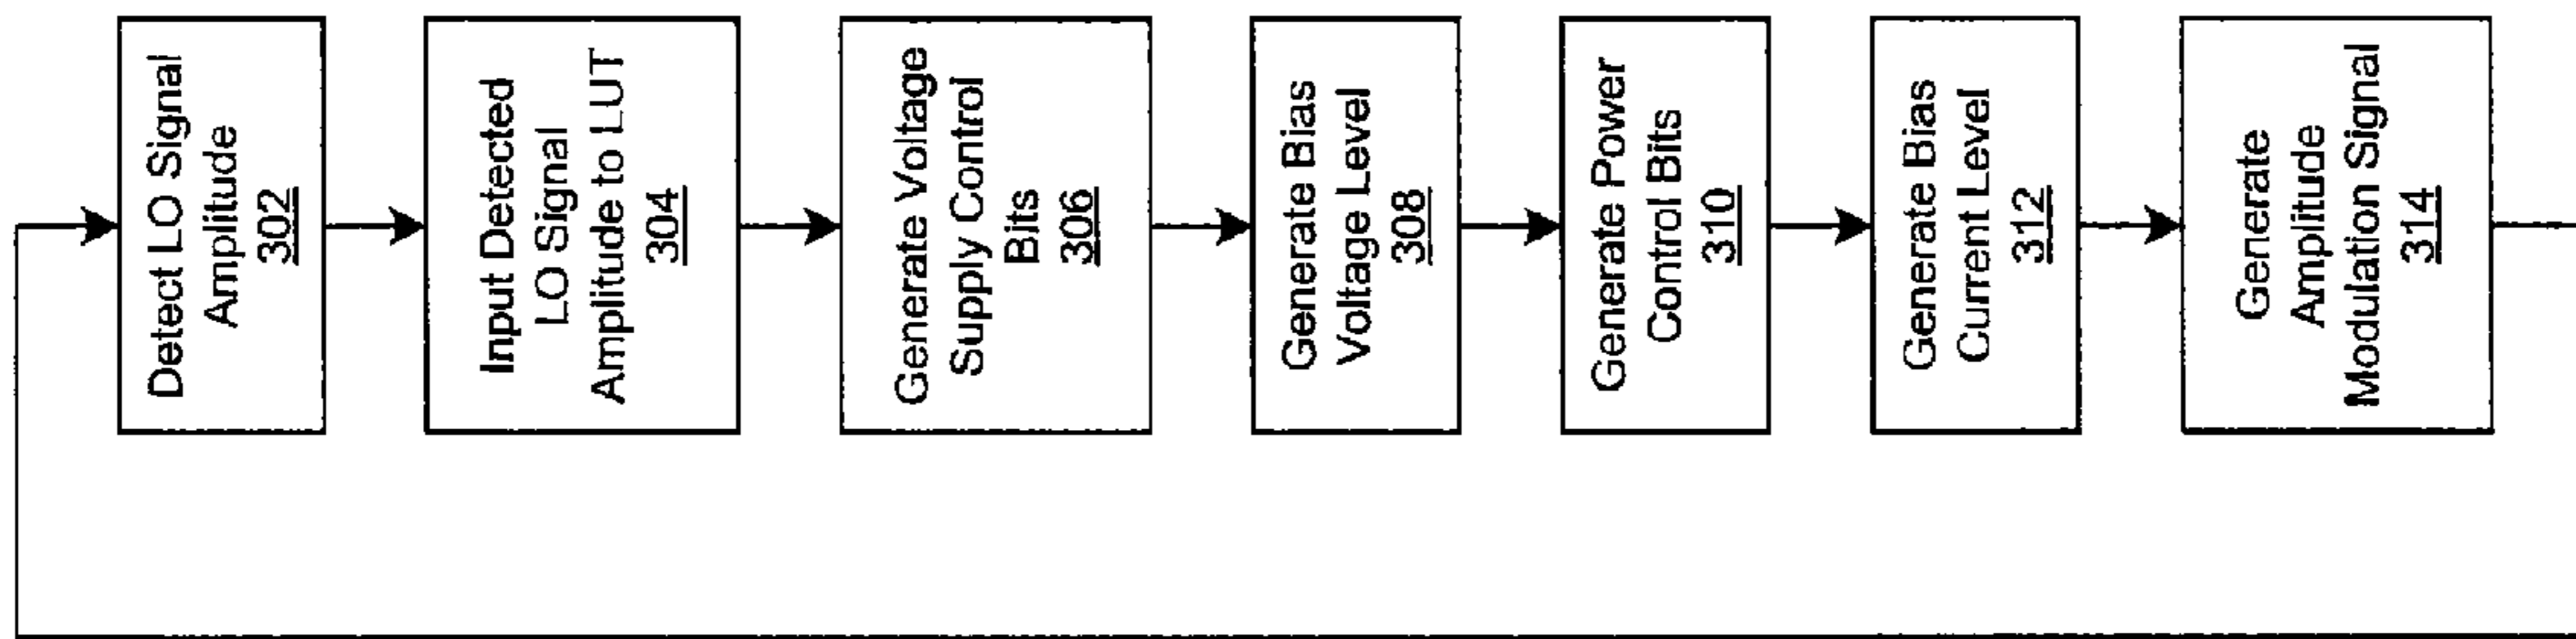 Detect LO Signal
Amplitude
302
Input Detected
LO Signal
Amplitude to LUT
304
Generate Voltage
Supply Control
Bits
306
Generate Bias
Voltage Level
308
Generate Power
Control Bits
310
Generate Bias
Current Level
312
Generate
Amplitude
Modulation Signal
314